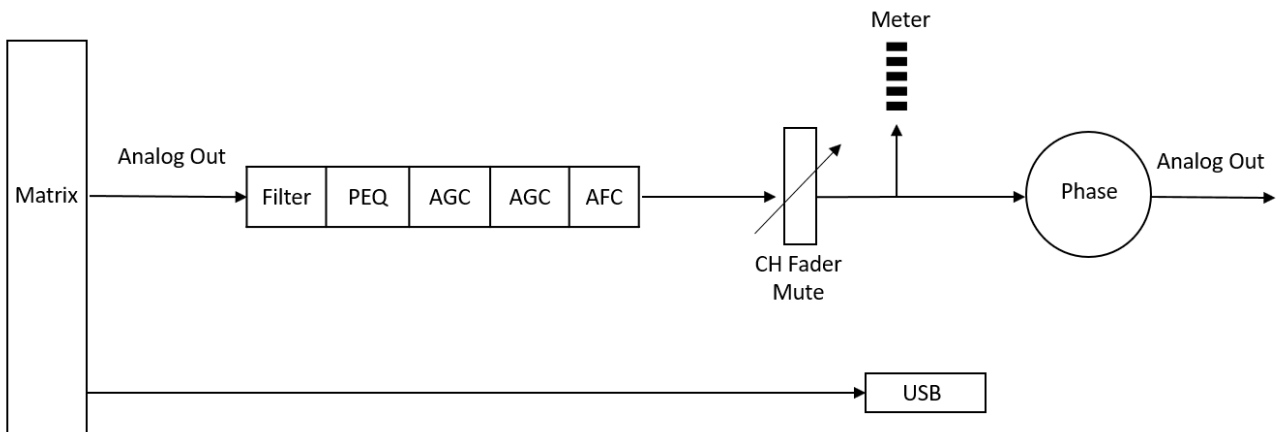 Meter
Analog Out
Analog Out
Matrix
Filter
PEQ
AGC
AGC
AFC
Phase
CH Fader
Mute
USB